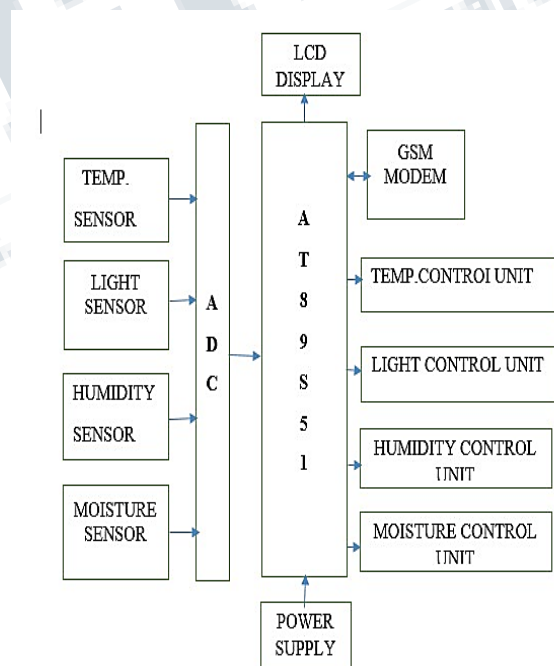 LCD
DISPLAY
TEMP.
SENSOR
LIGHT
SENSOR
HUMIDITY
SENSOR
MOISTURE
SENSOR
A
D
C
A
T
8
9
S
5
1
GSM
MODEM
TEMP.CONTROI UNIT
LIGHT CONTROL UNIT
HUMIDITY CONTROL
UNIT
MOISTURE CONTROL
UNIT
POWER
SUPPLY